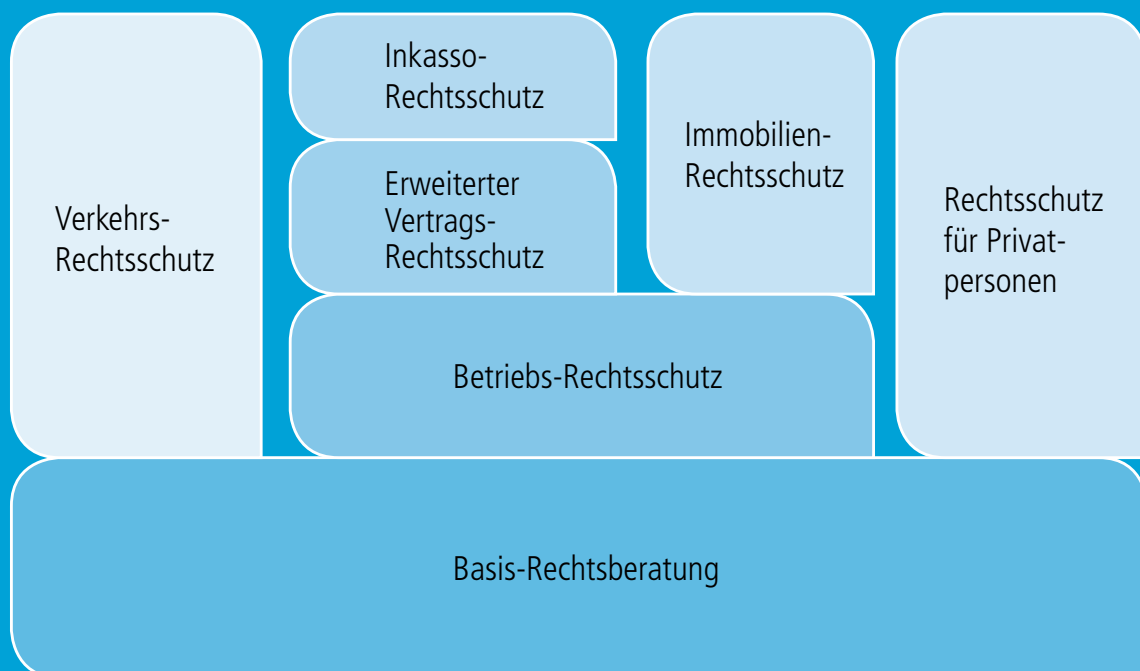 Verkehrs-
Rechtsschutz
Inkasso-
Rechtsschutz
Erweiterter
Vertrags-
Rechtsschutz
Immobilien-
Rechtsschutz
Rechtsschutz
für Privat-
personen
Betriebs-Rechtsschutz
Basis-Rechtsberatung